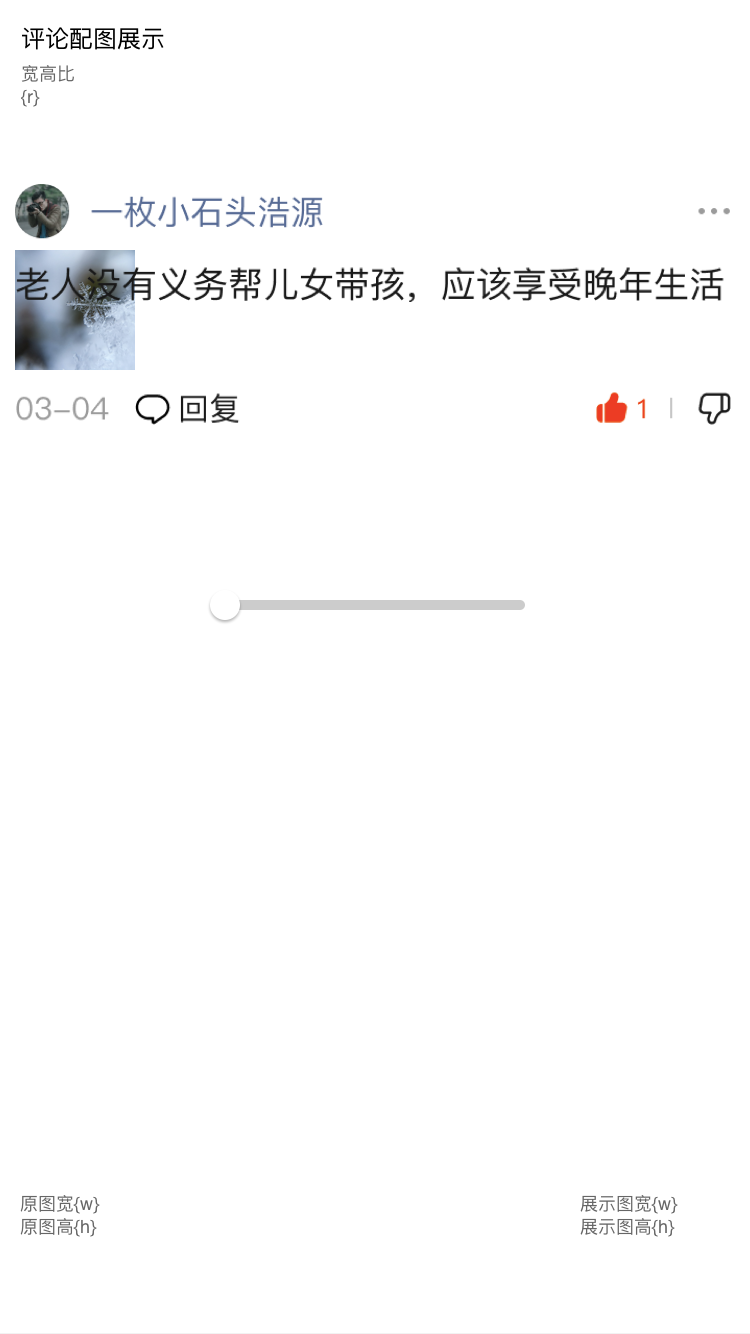 评论配图展示
宽高比
{r}
一枚小石头浩源
老人没有义务帮儿女带孩，应该享受晚年生活
03-04 回复 1
原图宽{w} 展示图宽{w}
原图高{h} 展示图高{h}